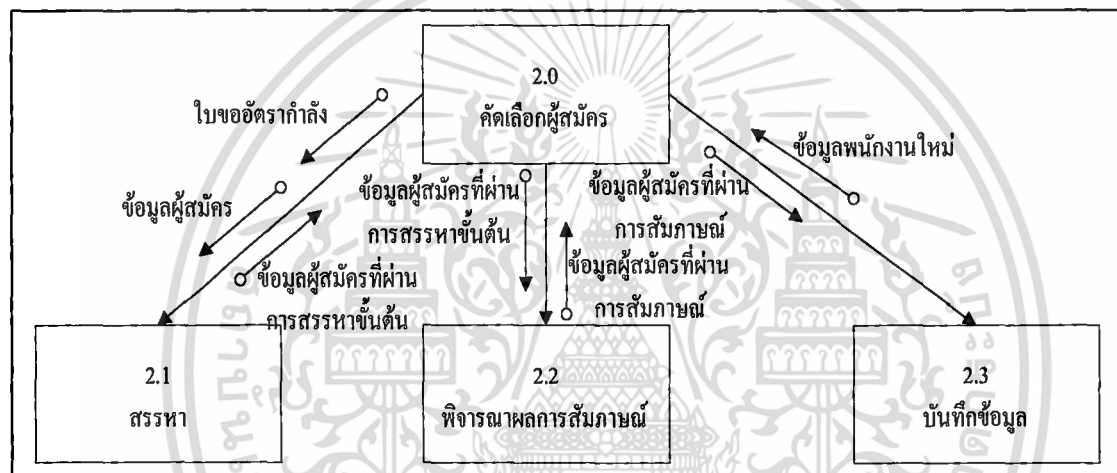 2.0
คัดเลือกผู้สมัคร
ใบขออัตรากำลัง
ข้อมูลพนักงานใหม่
ข้อมูลผู้สมัคร
ข้อมูลผู้สมัครที่ผ่าน
การสรรหาขั้นต้น
ข้อมูลผู้สมัครที่ผ่าน
การสัมภาษณ์
ข้อมูลผู้สมัครที่ผ่าน
การสรรหาขั้นต้น
ข้อมูลผู้สมัครที่ผ่าน
การสัมภาษณ์
2.1
สรรหา
2.2
พิจารณาผลการสัมภาษณ์
2.3
บันทึกข้อมูล